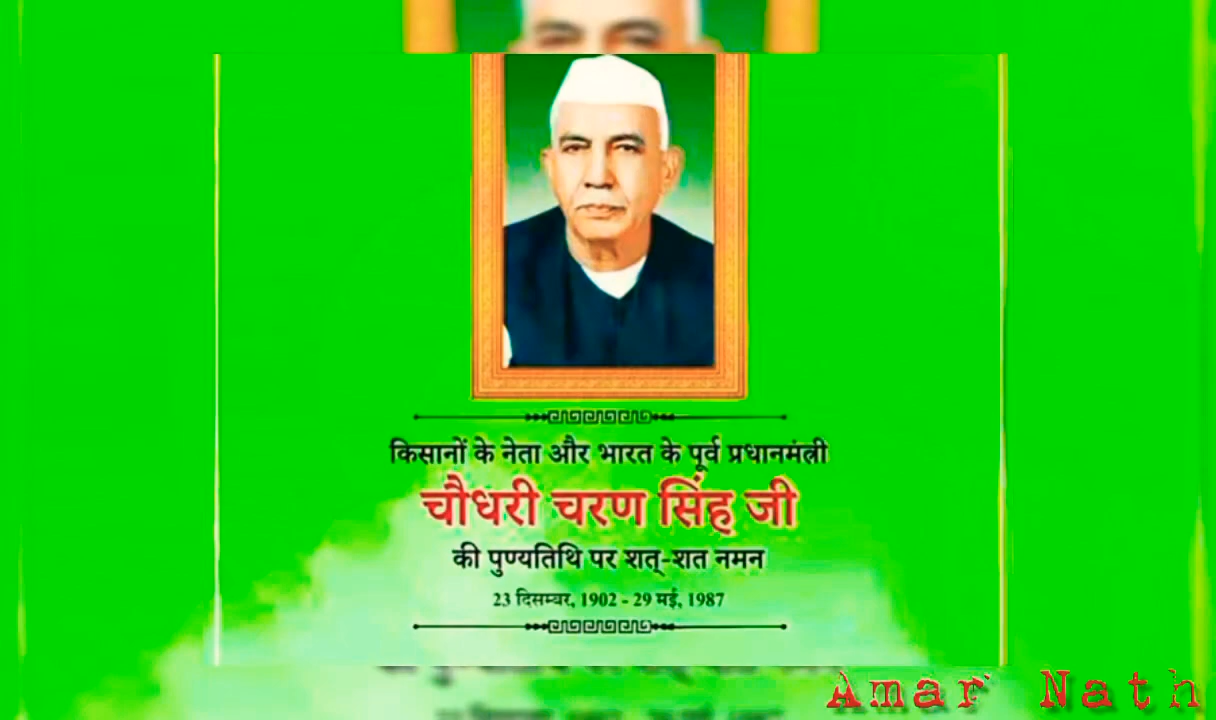 किसानों के नेता और भारत के पूर्व प्रधानमंत्री
चौधरी चरण सिंह जी
की पुण्यतिथि पर शत्-शत नमन
23 दिसम्बर, 1902 - 29 मई, 1987
Amar Nath